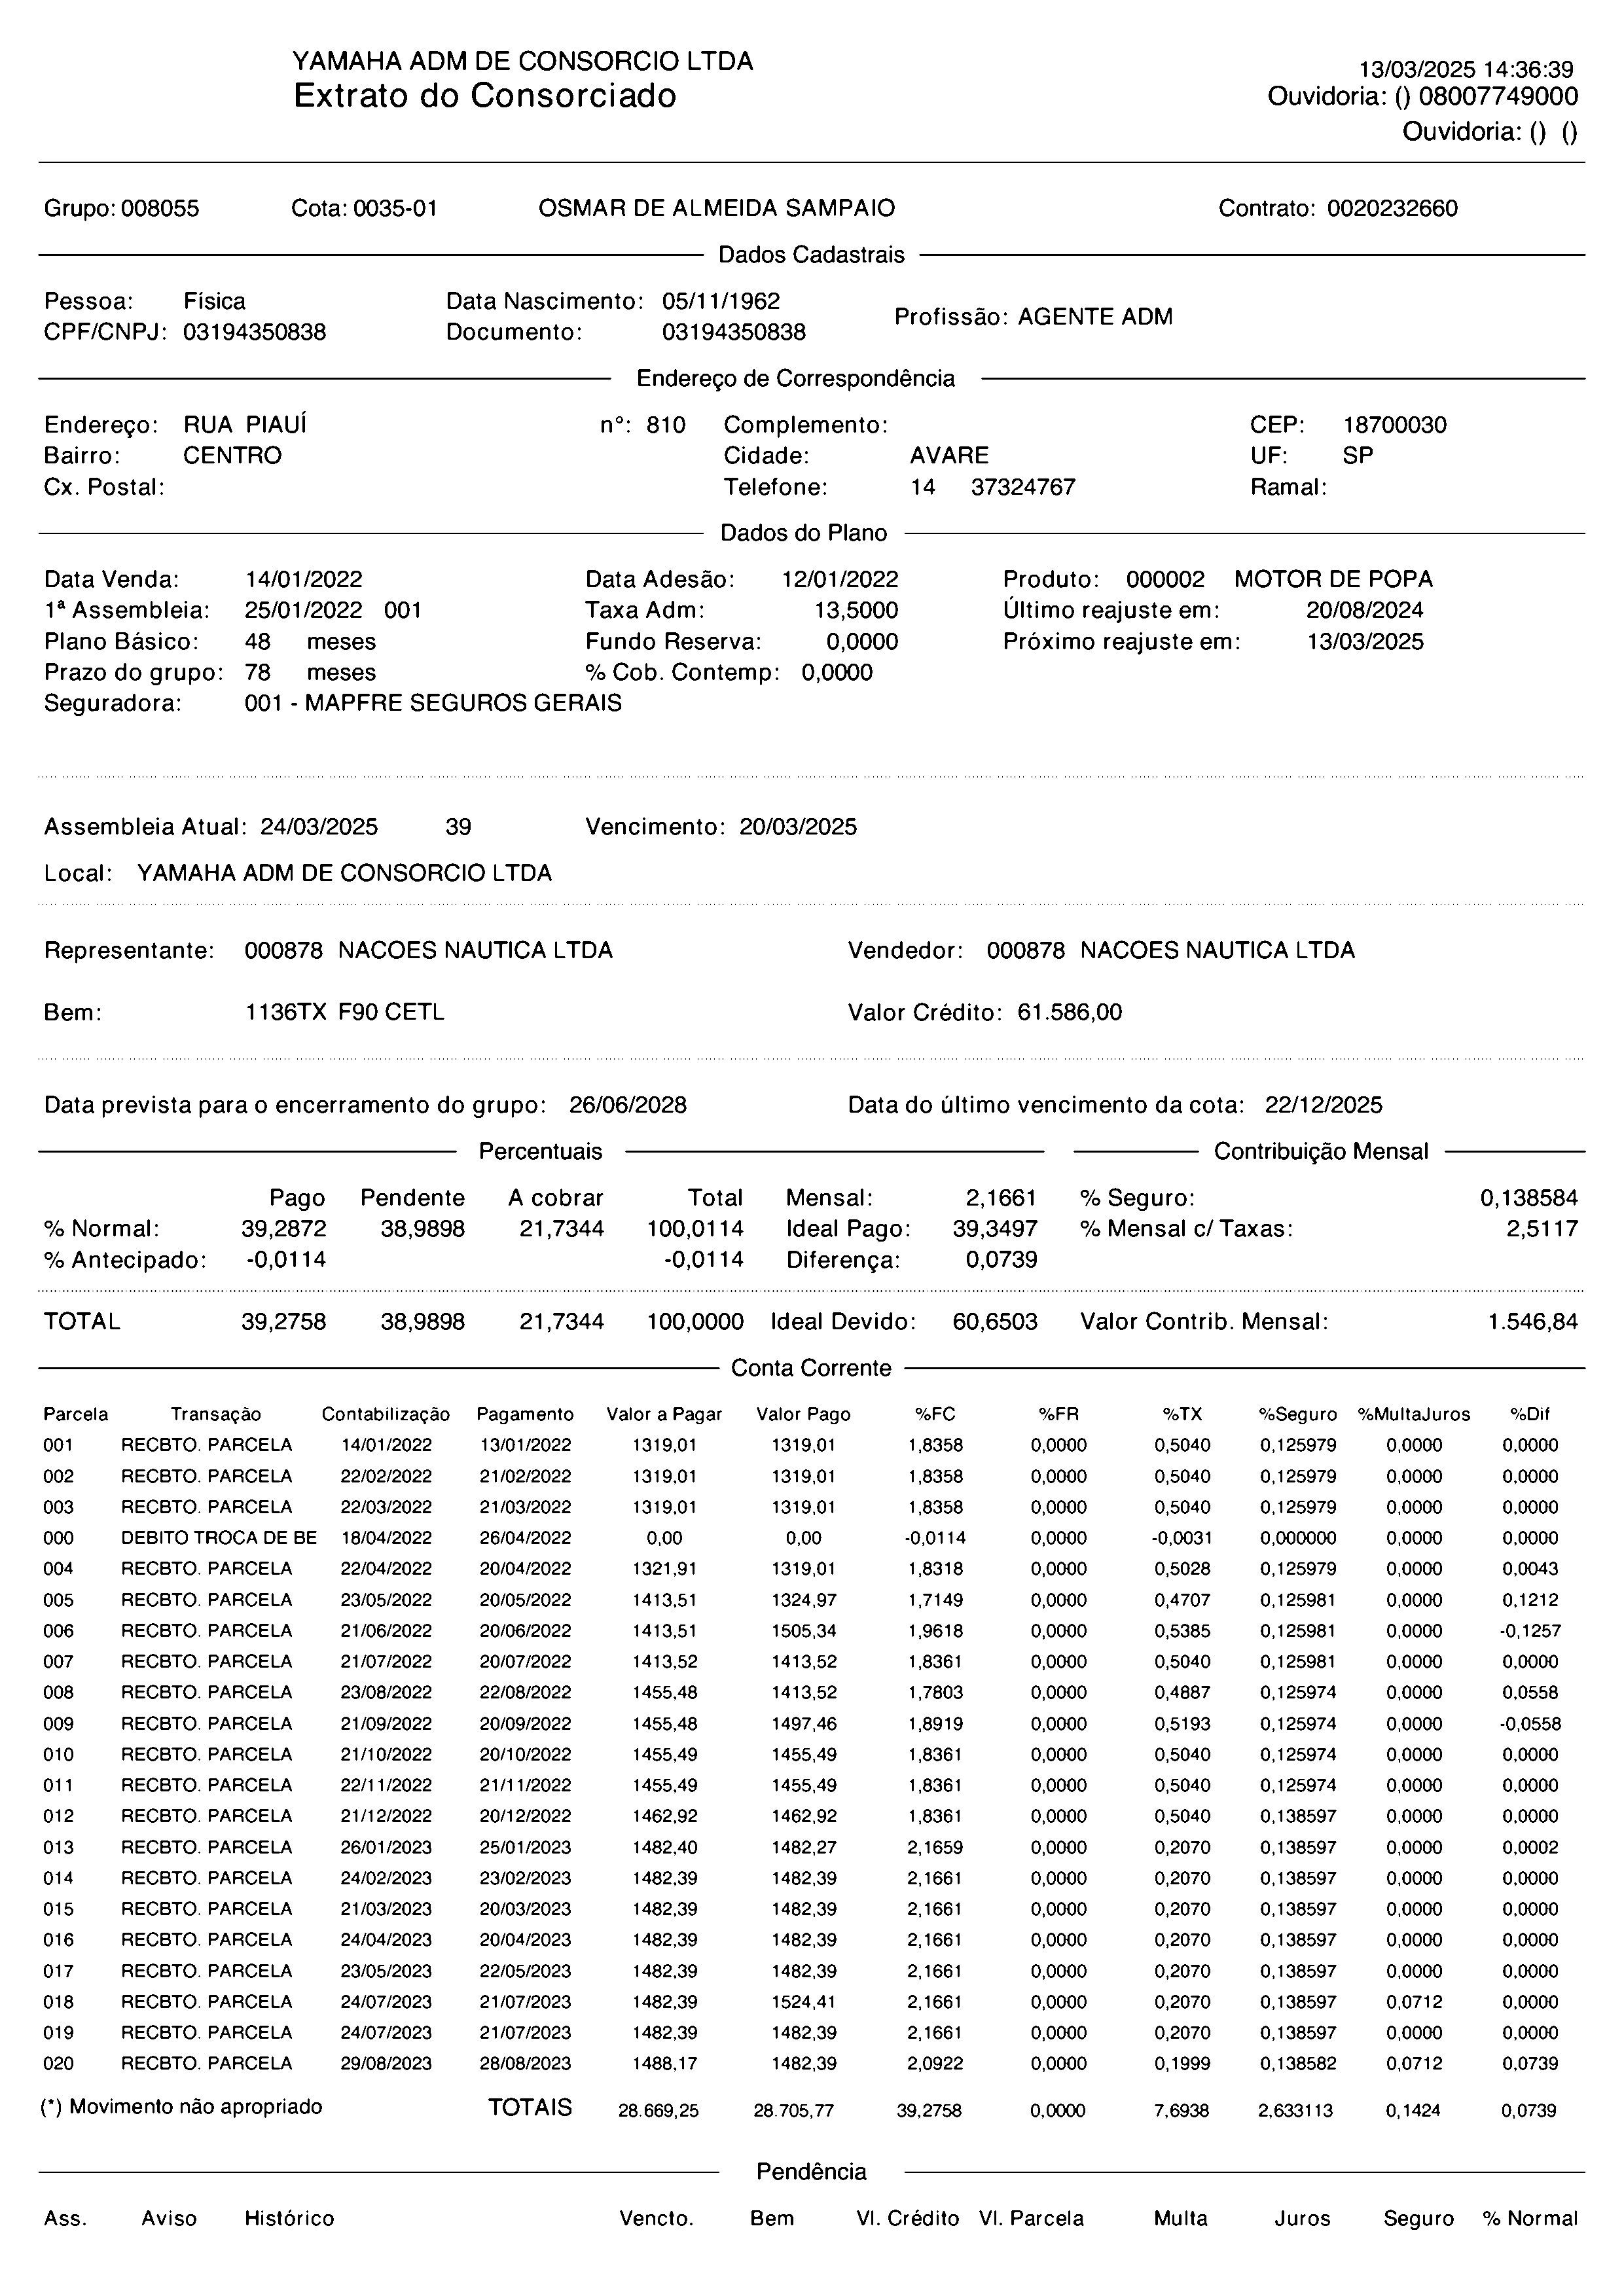 YAMAHA ADM DE CONSORCIO LTDA
Extrato do Consorciado
13/03/2025 14:36:39
Ouvidoria: () 08007749000
Ouvidoria: () ()
Grupo: 008055 Cota: 0035-01 OSMAR DE ALMEIDA SAMPAIO Contrato: 0020232660
Dados Cadastrais
Pessoa: Física Data Nascimento: 05/11/1962 Profissão: AGENTE ADM
CPF/CNPJ: 03194350838 Documento: 03194350838
Endereço de Correspondência
Endereço: RUA PIAUÍ nº: 810 Complemento: CEP: 18700030
Bairro: CENTRO Cidade: AVARE UF: SP
Cx. Postal: Telefone: 14 37324767 Ramal:
Dados do Plano
Data Venda: 14/01/2022 Data Adesão: 12/01/2022 Produto: 000002 MOTOR DE POPA
1ª Assembleia: 25/01/2022 001 Taxa Adm: 13,5000 Último reajuste em: 20/08/2024
Plano Básico: 48 meses Fundo Reserva: 0,0000 Próximo reajuste em: 13/03/2025
Prazo do grupo: 78 meses % Cob. Contemp: 0,0000
Seguradora: 001 - MAPFRE SEGUROS GERAIS
Assembleia Atual: 24/03/2025 39 Vencimento: 20/03/2025
Local: YAMAHA ADM DE CONSORCIO LTDA
Representante: 000878 NACOES NAUTICA LTDA Vendedor: 000878 NACOES NAUTICA LTDA
Bem: 1136TX F90 CETL Valor Crédito: 61.586,00
Data prevista para o encerramento do grupo: 26/06/2028 Data do último vencimento da cota: 22/12/2025
Percentuais Contribuição Mensal
Pago Pendente A cobrar Total Mensal: 2,1661 % Seguro: 0,138584
% Normal: 39,2872 38,9898 21,7344 100,0114 Ideal Pago: 39,3497 % Mensal c/ Taxas: 2,5117
% Antecipado: -0,0114 -0,0114 Diferença: 0,0739
TOTAL 39,2758 38,9898 21,7344 100,0000 Ideal Devido: 60,6503 Valor Contrib. Mensal: 1.546,84
Conta Corrente
Parcela Transação Contabilização Pagamento Valor a Pagar Valor Pago %FC %FR %TX %Seguro %MultaJuros %Dif
001 RECBTO. PARCELA 14/01/2022 13/01/2022 1319,01 1319,01 1,8358 0,0000 0,5040 0,125979 0,0000 0,0000
002 RECBTO. PARCELA 22/02/2022 21/02/2022 1319,01 1319,01 1,8358 0,0000 0,5040 0,125979 0,0000 0,0000
003 RECBTO. PARCELA 22/03/2022 21/03/2022 1319,01 1319,01 1,8358 0,0000 0,5040 0,125979 0,0000 0,0000
000 DEBITO TROCA DE BE 18/04/2022 26/04/2022 0,00 0,00 -0,0114 0,0000 -0,0031 0,000000 0,0000 0,0000
004 RECBTO. PARCELA 22/04/2022 20/04/2022 1321,91 1319,01 1,8318 0,0000 0,5028 0,125979 0,0000 0,0043
005 RECBTO. PARCELA 23/05/2022 20/05/2022 1413,51 1324,97 1,7149 0,0000 0,4707 0,125981 0,0000 0,1212
006 RECBTO. PARCELA 21/06/2022 20/06/2022 1413,51 1505,34 1,9618 0,0000 0,5385 0,125981 0,0000 -0,1257
007 RECBTO. PARCELA 21/07/2022 20/07/2022 1413,52 1413,52 1,8361 0,0000 0,5040 0,125981 0,0000 0,0000
008 RECBTO. PARCELA 23/08/2022 22/08/2022 1455,48 1413,52 1,7803 0,0000 0,4887 0,125974 0,0000 0,0558
009 RECBTO. PARCELA 21/09/2022 20/09/2022 1455,48 1497,46 1,8919 0,0000 0,5193 0,125974 0,0000 -0,0558
010 RECBTO. PARCELA 21/10/2022 20/10/2022 1455,49 1455,49 1,8361 0,0000 0,5040 0,125974 0,0000 0,0000
011 RECBTO. PARCELA 22/11/2022 21/11/2022 1455,49 1455,49 1,8361 0,0000 0,5040 0,125974 0,0000 0,0000
012 RECBTO. PARCELA 21/12/2022 20/12/2022 1462,92 1462,92 1,8361 0,0000 0,5040 0,138597 0,0000 0,0000
013 RECBTO. PARCELA 26/01/2023 25/01/2023 1482,40 1482,27 2,1659 0,0000 0,2070 0,138597 0,0000 0,0002
014 RECBTO. PARCELA 24/02/2023 23/02/2023 1482,39 1482,39 2,1661 0,0000 0,2070 0,138597 0,0000 0,0000
015 RECBTO. PARCELA 21/03/2023 20/03/2023 1482,39 1482,39 2,1661 0,0000 0,2070 0,138597 0,0000 0,0000
016 RECBTO. PARCELA 24/04/2023 20/04/2023 1482,39 1482,39 2,1661 0,0000 0,2070 0,138597 0,0000 0,0000
017 RECBTO. PARCELA 23/05/2023 22/05/2023 1482,39 1482,39 2,1661 0,0000 0,2070 0,138597 0,0000 0,0000
018 RECBTO. PARCELA 24/07/2023 21/07/2023 1482,39 1524,41 2,1661 0,0000 0,2070 0,138597 0,0712 0,0000
019 RECBTO. PARCELA 24/07/2023 21/07/2023 1482,39 1482,39 2,1661 0,0000 0,2070 0,138597 0,0000 0,0000
020 RECBTO. PARCELA 29/08/2023 28/08/2023 1488,17 1482,39 2,0922 0,0000 0,1999 0,138582 0,0712 0,0739
(*) Movimento não apropriado TOTAIS 28.669,25 28.705,77 39,2758 0,0000 7,6938 2,633113 0,1424 0,0739
Pendência
Ass. Aviso Histórico Vencto. Bem Vl. Crédito Vl. Parcela Multa Juros Seguro % Normal